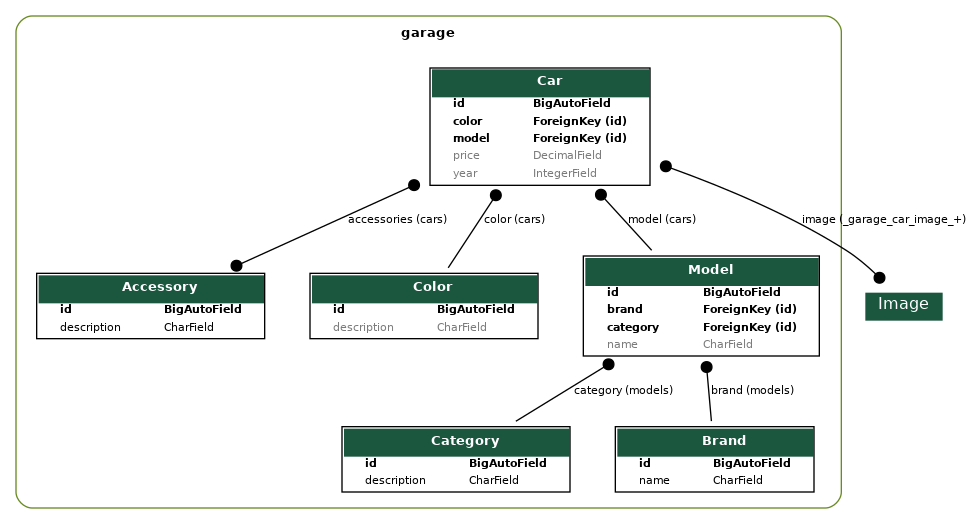 garage
Car
id BigAutoField
color ForeignKey (id)
model ForeignKey (id)
price DecimalField
year IntegerField
accessories (cars) color (cars) model (cars) image (_garage_car_image_+)
Accessory
id BigAutoField
description CharField
Color
id BigAutoField
description CharField
Model
id BigAutoField
brand ForeignKey (id)
category ForeignKey (id)
name CharField
Image
category (models) brand (models)
Category
id BigAutoField
description CharField
Brand
id BigAutoField
name CharField